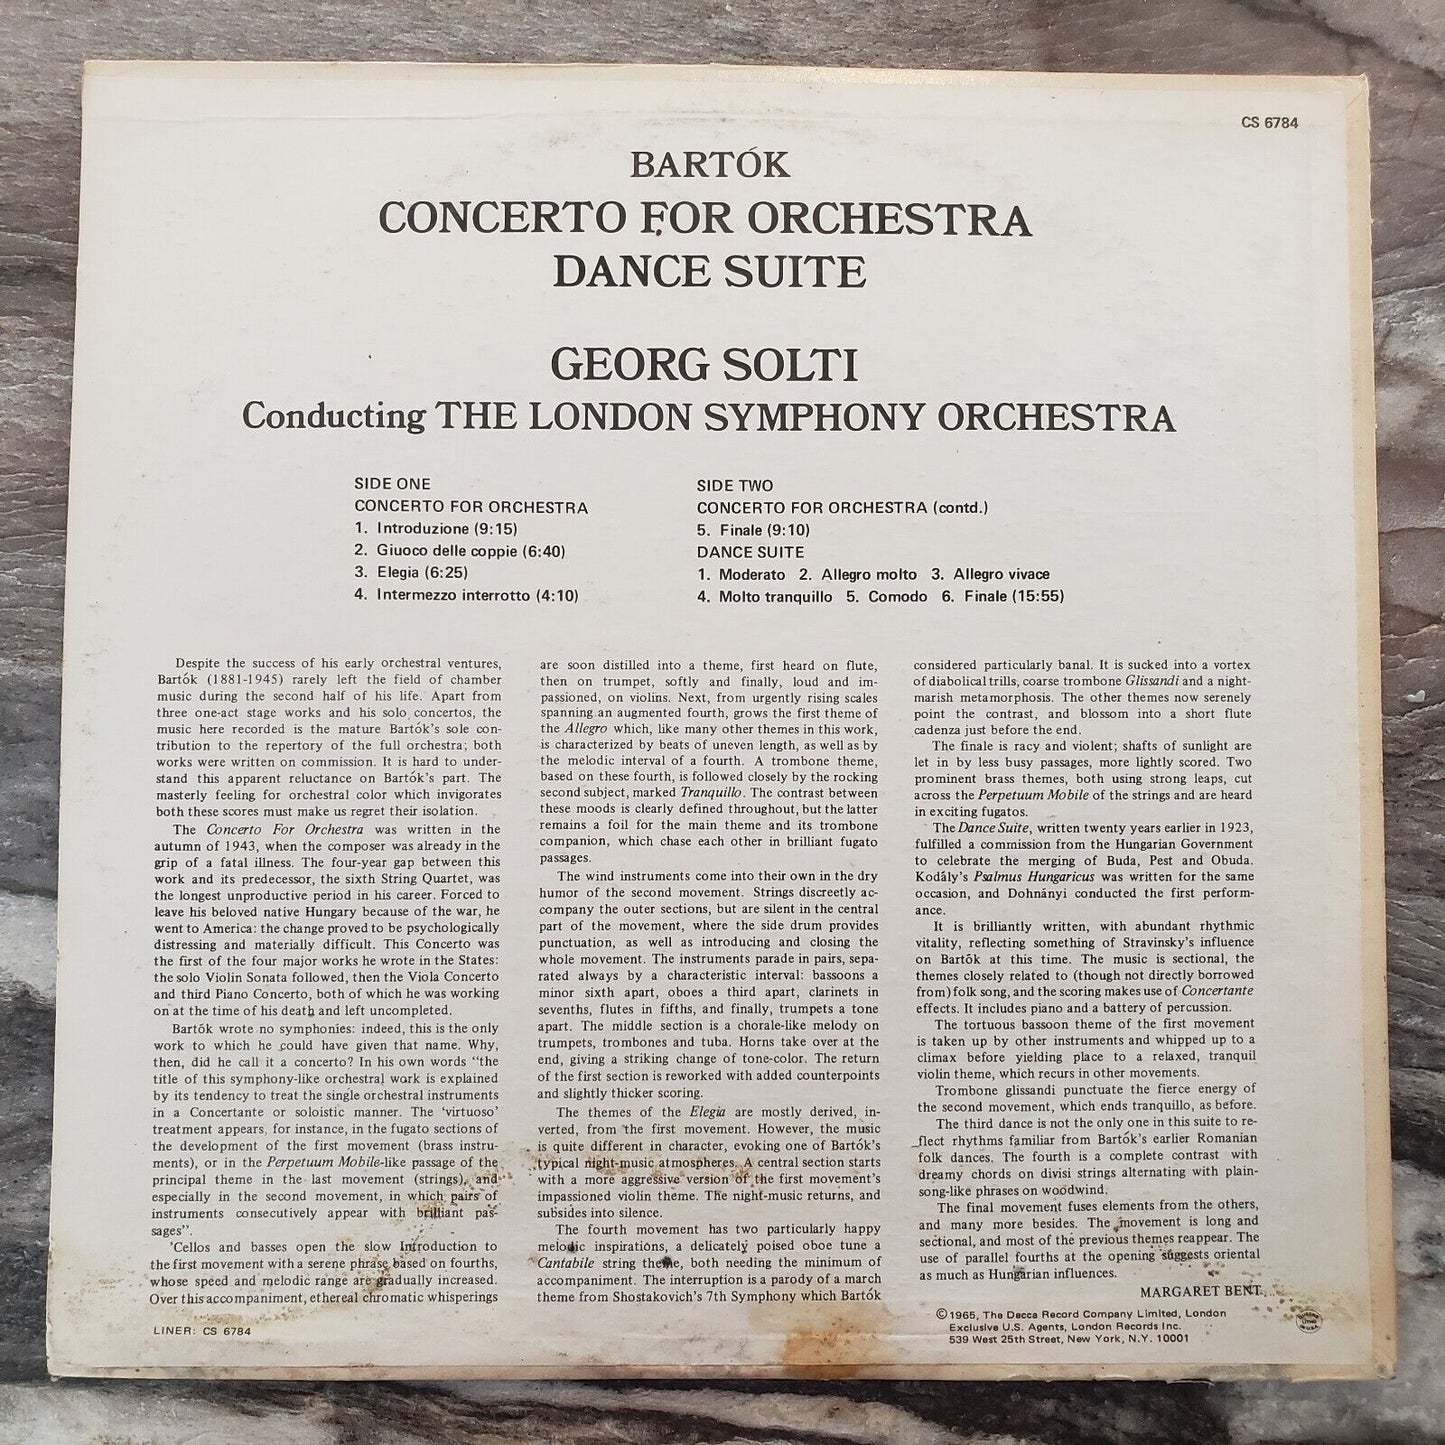 CS 6784
BARTÓK
CONCERTO FOR ORCHESTRA
DANCE SUITE
GEORG SOLTI
Conducting THE LONDON SYMPHONY ORCHESTRA
SIDE ONE
CONCERTO FOR ORCHESTRA
1. Introduzione (9:15)
2. Giuoco delle coppie (6:40)
3. Elegia (6:25)
4. Intermezzo interrotto (4:10)
SIDE TWO
CONCERTO FOR ORCHESTRA (contd.)
5. Finale (9:10)
DANCE SUITE
1. Moderato 2. Allegro molto 3. Allegro vivace
4. Molto tranquillo 5. Comodo 6. Finale (15:55)
Despite the success of his early orchestral ventures,
Bartók (1881-1945) rarely left the field of chamber
music during the second half of his life. Apart from
three one-act stage works and his solo concertos, the
music here recorded is the mature Bartók's sole con-
tribution to the repertory of the full orchestra; both
works were written on commission. It is hard to under-
stand this apparent reluctance on Bartók's part. The
masterly feeling for orchestral color which invigorates
both these scores must make us regret their isolation.
The Concerto For Orchestra was written in the
autumn of 1943, when the composer was already in the
grip of a fatal illness. The four-year gap between this
work and its predecessor, the sixth String Quartet, was
the longest unproductive period in his career. Forced to
leave his beloved native Hungary because of the war, he
went to America: the change proved to be psychologically
distressing and materially difficult. This Concerto was
the first of the four major works he wrote in the States:
the solo Violin Sonata followed, then the Viola Concerto
and third Piano Concerto, both of which he was working
on at the time of his death and left uncompleted.
Bartók wrote no symphonies: indeed, this is the only
work to which he could have given that name. Why,
then, did he call it a concerto? In his own words "the
title of this symphony-like orchestral work is explained
by its tendency to treat the single orchestral instruments
in a Concertante or soloistic manner. The 'virtuoso'
treatment appears, for instance, in the fugato sections of
the development of the first movement (brass instru-
ments), or in the Perpetuum Mobile-like passage of the
principal theme in the last movement (strings), and
especially in the second movement, in which pairs of
instruments consecutively appear with brilliant pas-
sages".
'Cellos and basses open the slow Introduction to
the first movement with a serene phrase based on fourths,
whose speed and melodic range are gradually increased.
Over this accompaniment, ethereal chromatic whisperings
LINER: CS 6784
are soon distilled into a theme, first heard on flute,
then on trumpet, softly and finally, loud and im-
passioned, on violins. Next, from urgently rising scales
spanning an augmented fourth, grows the first theme of
the Allegro which, like many other themes in this work,
is characterized by beats of uneven length, as well as by
the melodic interval of a fourth. A trombone theme,
based on these fourth, is followed closely by the rocking
second subject, marked Tranquillo. The contrast between
these moods is clearly defined throughout, but the latter
remains a foil for the main theme and its trombone
companion, which chase each other in brilliant fugato
passages.
The wind instruments come into their own in the dry
humor of the second movement. Strings discreetly ac-
company the outer sections, but are silent in the central
part of the movement, where the side drum provides
punctuation, as well as introducing and closing the
whole movement. The instruments parade in pairs, sepa-
rated always by a characteristic interval: bassoons a
minor sixth apart, oboes a third apart, clarinets in
sevenths, flutes in fifths, and finally, trumpets a tone
apart. The middle section is a chorale-like melody on
trumpets, trombones and tuba. Horns take over at the
end, giving a striking change of tone-color. The return
of the first section is reworked with added counterpoints
and slightly thicker scoring.
The themes of the Elegia are mostly derived, in-
verted, from the first movement. However, the music
is quite different in character, evoking one of Bartók's
typical night-music atmospheres. A central section starts
with a more aggressive version of the first movement's
impassioned violin theme. The night-music returns, and
subsides into silence.
The fourth movement has two particularly happy
melodic inspirations, a delicately poised oboe tune a
Cantabile string theme, both needing the minimum of
accompaniment. The interruption is a parody of a march
theme from Shostakovich's 7th Symphony which Bartók
considered particularly banal. It is sucked into a vortex
of diabolical trills, coarse trombone Glissandi and a night-
marish metamorphosis. The other themes now serenely
point the contrast, and blossom into a short flute
cadenza just before the end.
The finale is racy and violent; shafts of sunlight are
let in by less busy passages, more lightly scored. Two
prominent brass themes, both using strong leaps, cut
across the Perpetuum Mobile of the strings and are heard
in exciting fugatos.
The Dance Suite, written twenty years earlier in 1923,
fulfilled a commission from the Hungarian Government
to celebrate the merging of Buda, Pest and Obuda.
Kodály's Psalmus Hungaricus was written for the same
occasion, and Dohnányi conducted the first perform-
ance.
It is brilliantly written, with abundant rhythmic
vitality, reflecting something of Stravinsky's influence
on Bartók at this time. The music is sectional, the
themes closely related to (though not directly borrowed
from) folk song, and the scoring makes use of Concertante
effects. It includes piano and a battery of percussion.
The tortuous bassoon theme of the first movement
is taken up by other instruments and whipped up to a
climax before yielding place to a relaxed, tranquil
violin theme, which recurs in other movements.
Trombone glissandi punctuate the fierce energy of
the second movement, which ends tranquillo, as before.
The third dance is not the only one in this suite to re-
flect rhythms familiar from Bartók's earlier Romanian
folk dances. The fourth is a complete contrast with
dreamy chords on divisi strings alternating with plain-
song-like phrases on woodwind.
The final movement fuses elements from the others,
and many more besides. The movement is long and
sectional, and most of the previous themes reappear. The
use of parallel fourths at the opening suggests oriental
as much as Hungarian influences.
MARGARET BENT
©1965, The Decca Record Company Limited, London
Exclusive U.S. Agents, London Records Inc.
539 West 25th Street, New York, N.Y. 10001